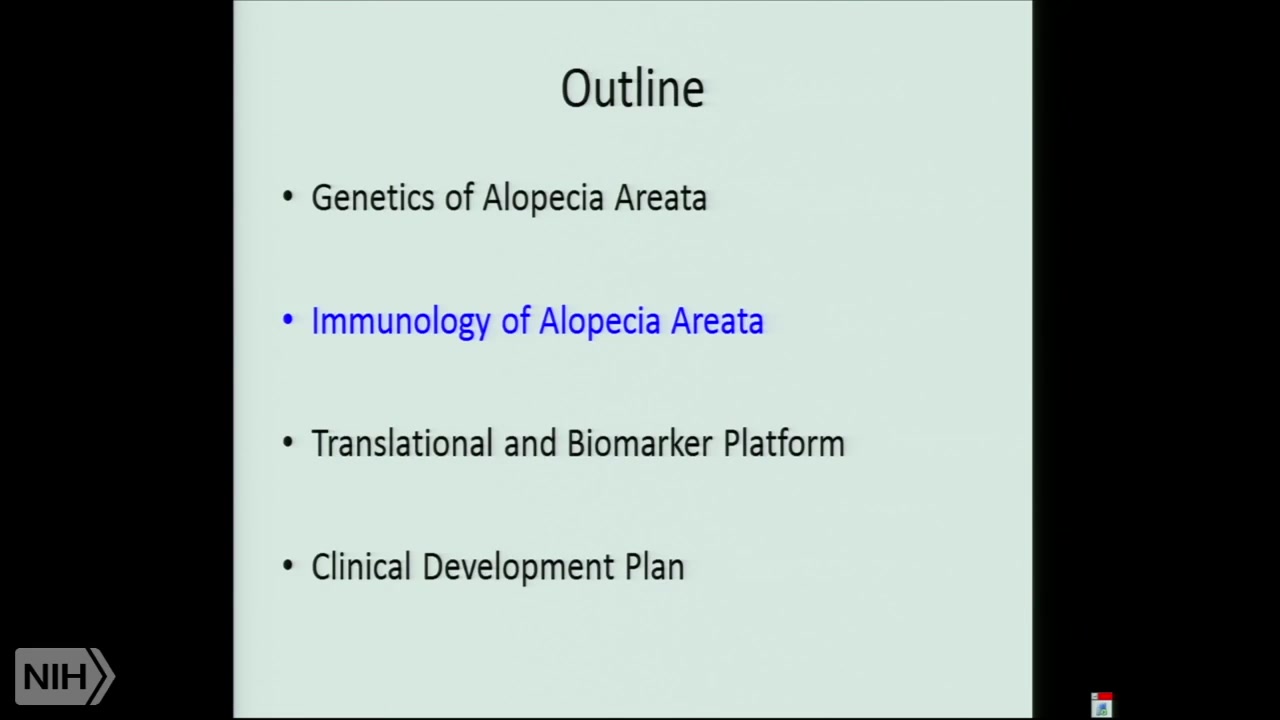 Outline
• Genetics of Alopecia Areata
• Immunology of Alopecia Areata
• Translational and Biomarker Platform
• Clinical Development Plan
NIH